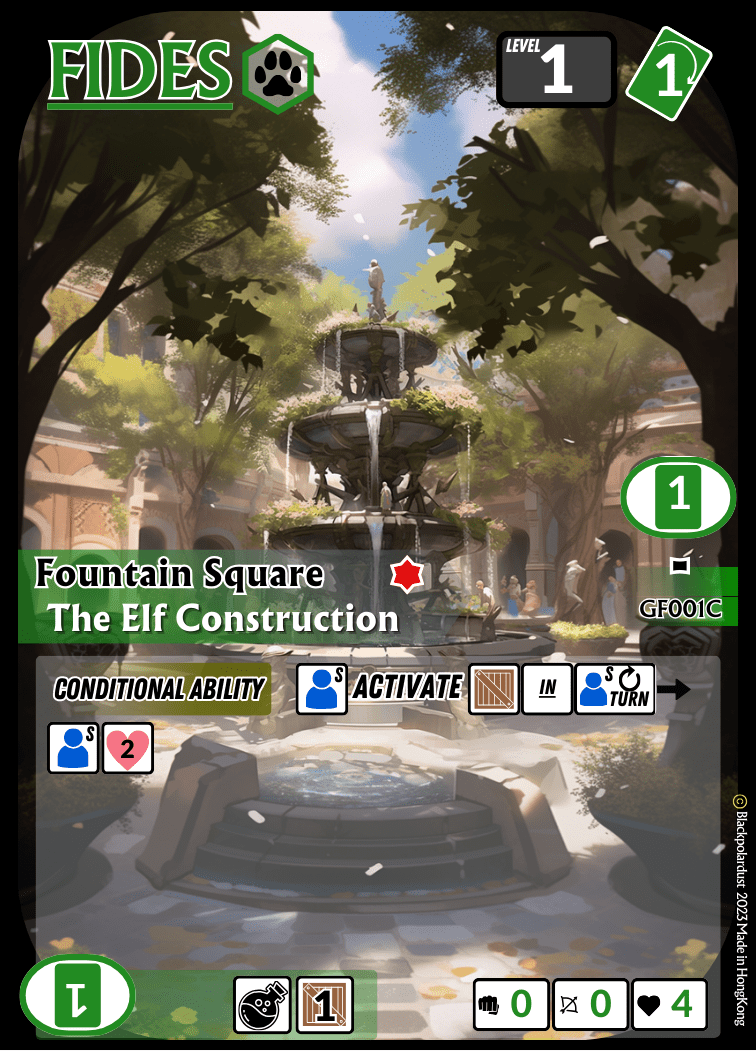 FIDES
LEVEL
1
1
1
Fountain Square
The Elf Construction
GF001C
CONDITIONAL ABILITY S ACTIVATE IN S TURN
S 2
© Blackpolardust 2023 Made in HongKong
1
1
0 0 4